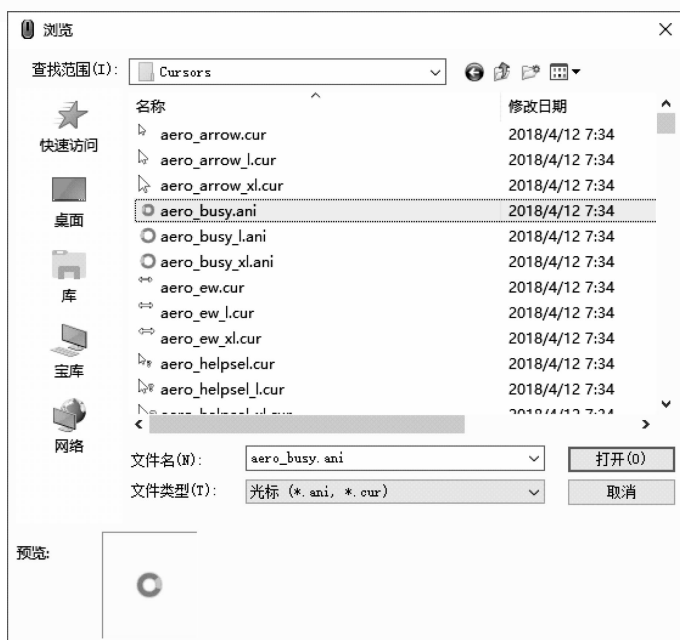 浏览
查找范围(I): Cursors
快速访问
桌面
库
宝库
网络
名称 修改日期
aero_arrow.cur 2018/4/12 7:34
aero_arrow_l.cur 2018/4/12 7:34
aero_arrow_xl.cur 2018/4/12 7:34
aero_busy.ani 2018/4/12 7:34
aero_busy_l.ani 2018/4/12 7:34
aero_busy_xl.ani 2018/4/12 7:34
aero_ew.cur 2018/4/12 7:34
aero_ew_l.cur 2018/4/12 7:34
aero_ew_xl.cur 2018/4/12 7:34
aero_helpsel.cur 2018/4/12 7:34
aero_helpsel_l.cur 2018/4/12 7:34
文件名(N): aero_busy.ani 打开(O)
文件类型(T): 光标 (*.ani, *.cur) 取消
预览: